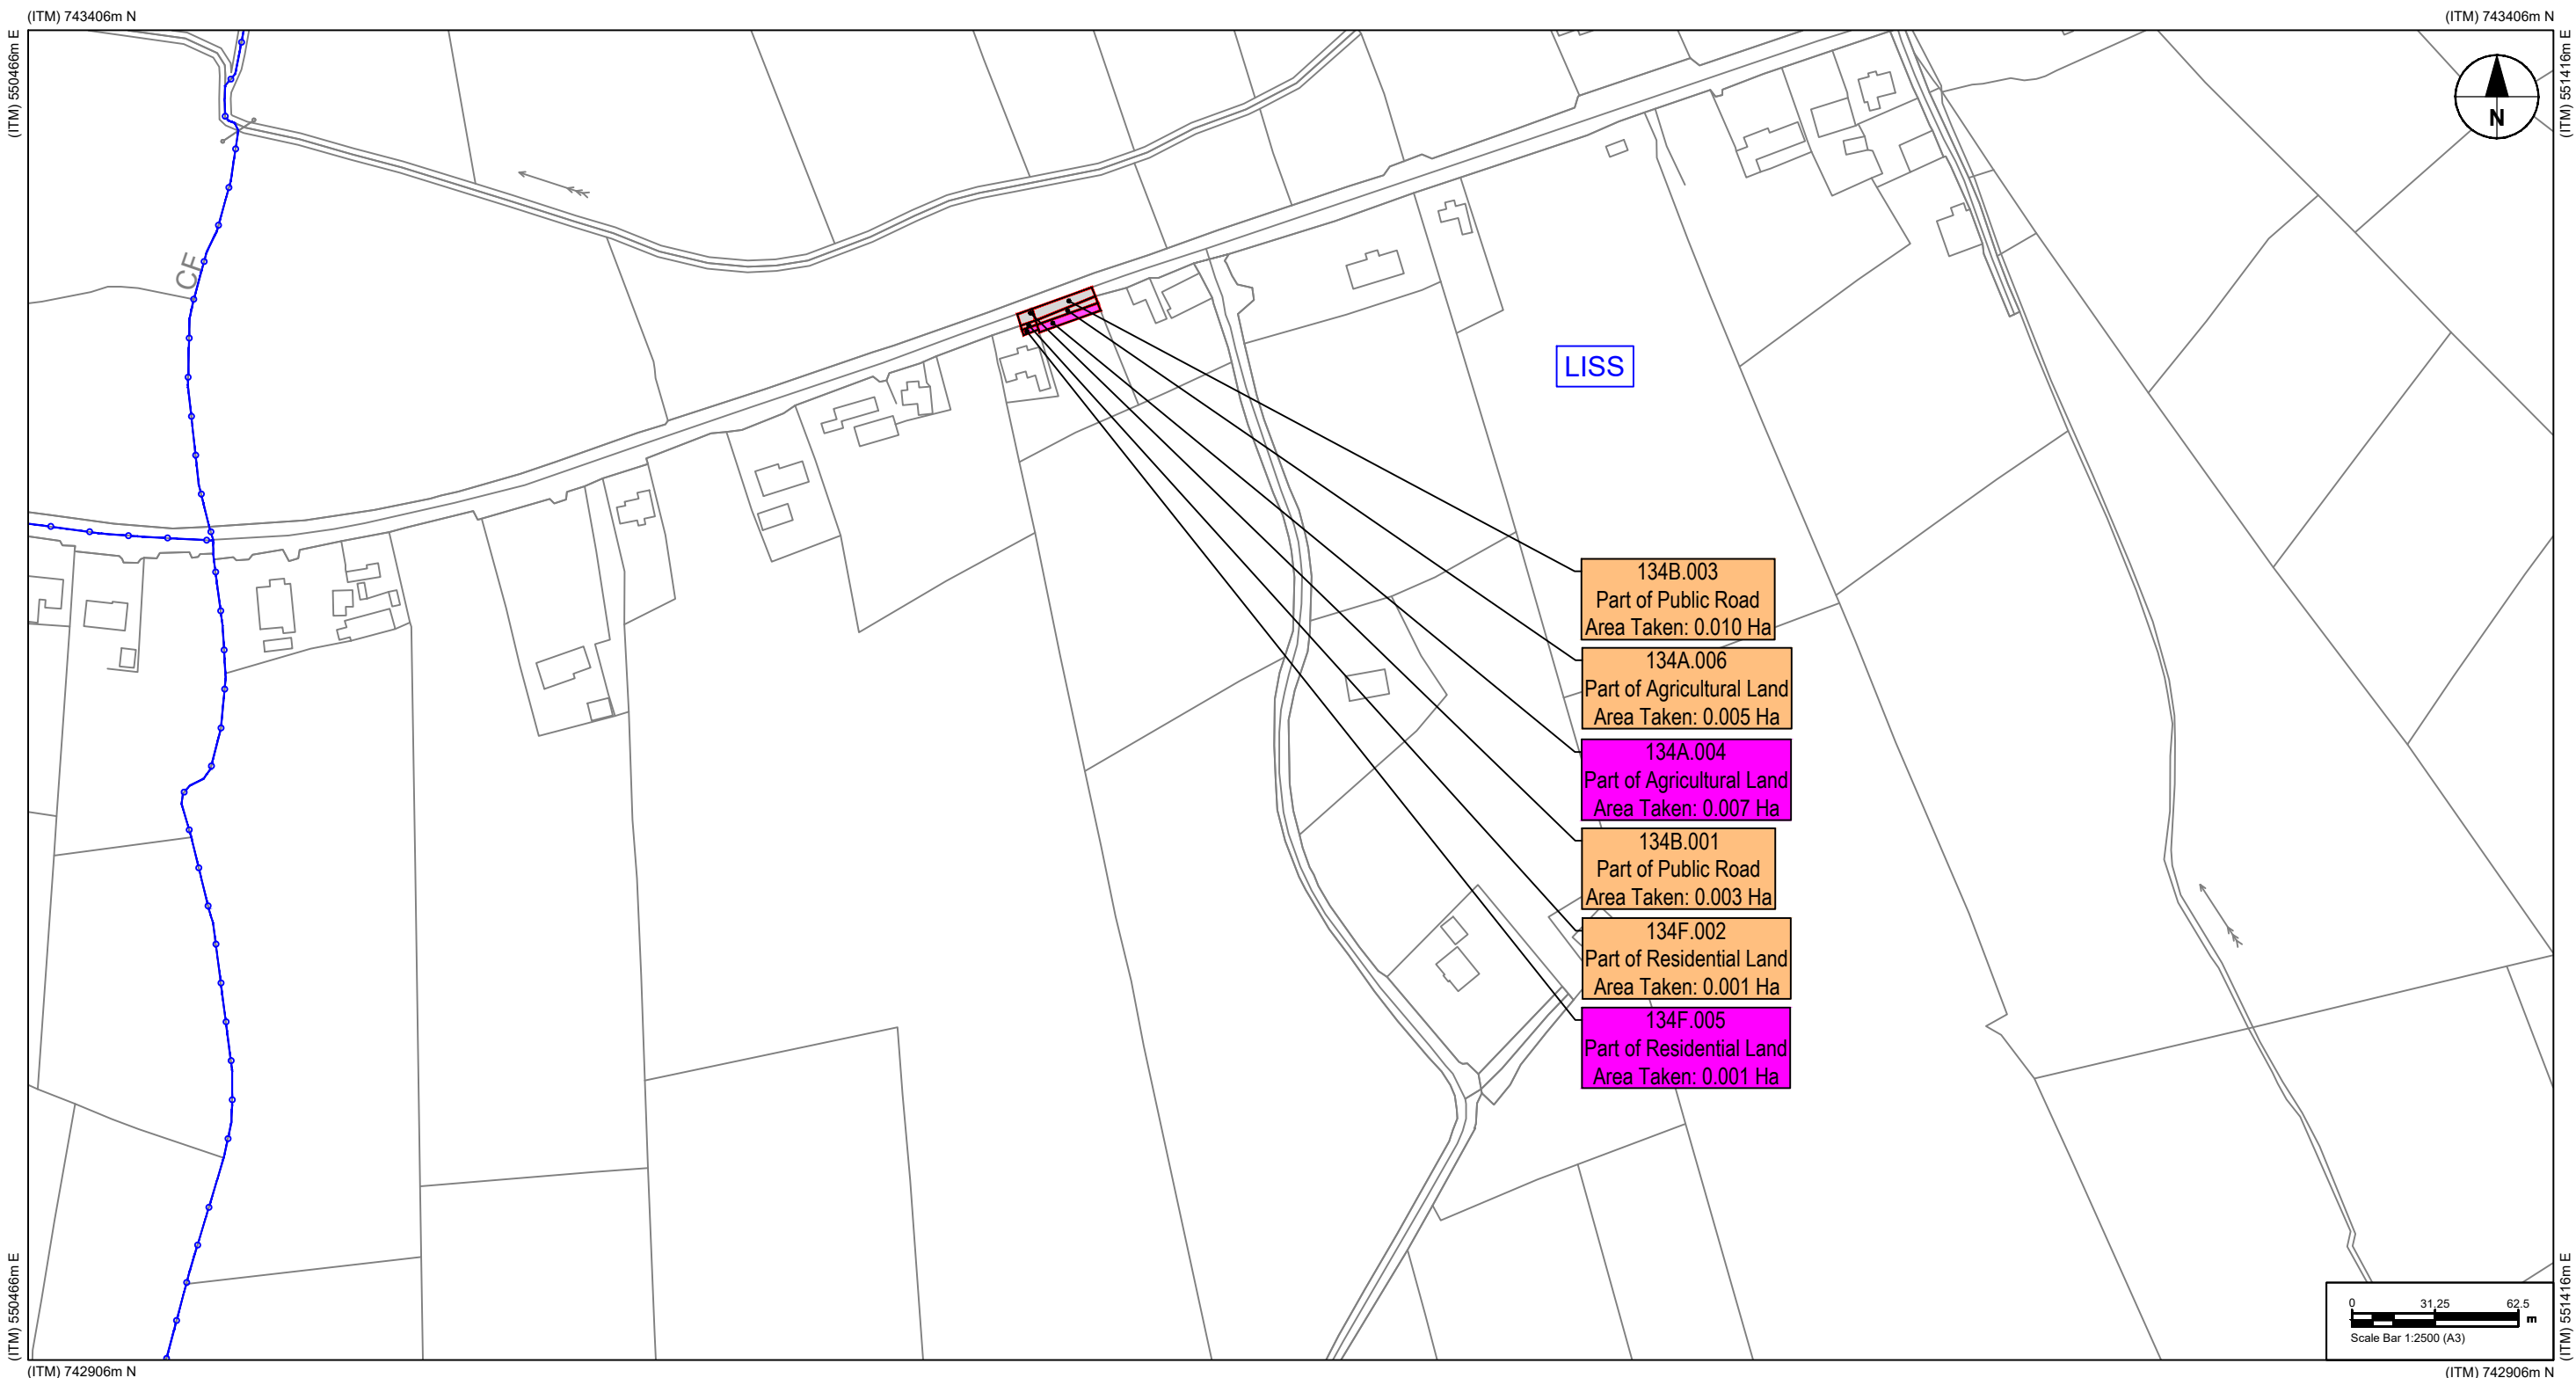 (ITM) 743406m N
(ITM) 743406m N
(ITM) 550466m E
(ITM) 551416m E
N
CF
LISS
134B.003
Part of Public Road
Area Taken: 0.010 Ha
134A.006
Part of Agricultural Land
Area Taken: 0.005 Ha
134A.004
Part of Agricultural Land
Area Taken: 0.007 Ha
134B.001
Part of Public Road
Area Taken: 0.003 Ha
134F.002
Part of Residential Land
Area Taken: 0.001 Ha
134F.005
Part of Residential Land
Area Taken: 0.001 Ha
(ITM) 550466m E
(ITM) 551416m E
0 31.25 62.5
m
Scale Bar 1:2500 (A3)
(ITM) 742906m N
(ITM) 742906m N